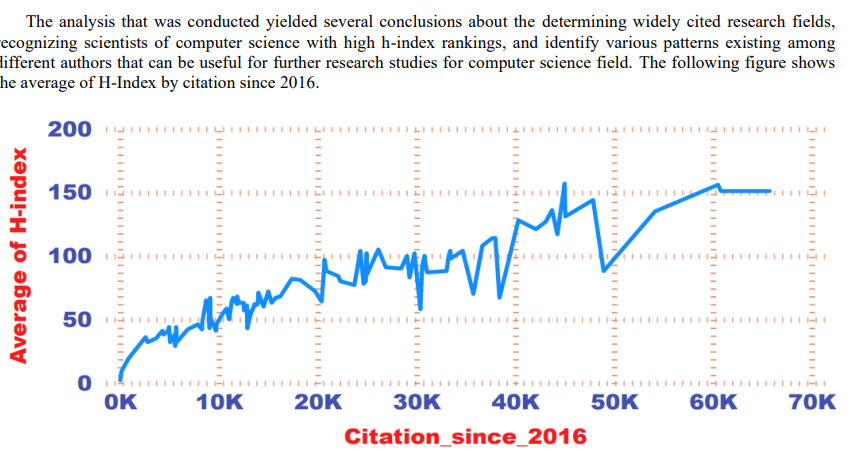 The analysis that was conducted yielded several conclusions about the determining widely cited research fields,
ecognizing scientists of computer science with high h-index rankings, and identify various patterns existing among
different authors that can be useful for further research studies for computer science field. The following figure shows
he average of H-Index by citation since 2016.
200
150
100
50
0
Average of H-index
0K 10K 20K 30K 40K 50K 60K 70K
Citation_since_2016